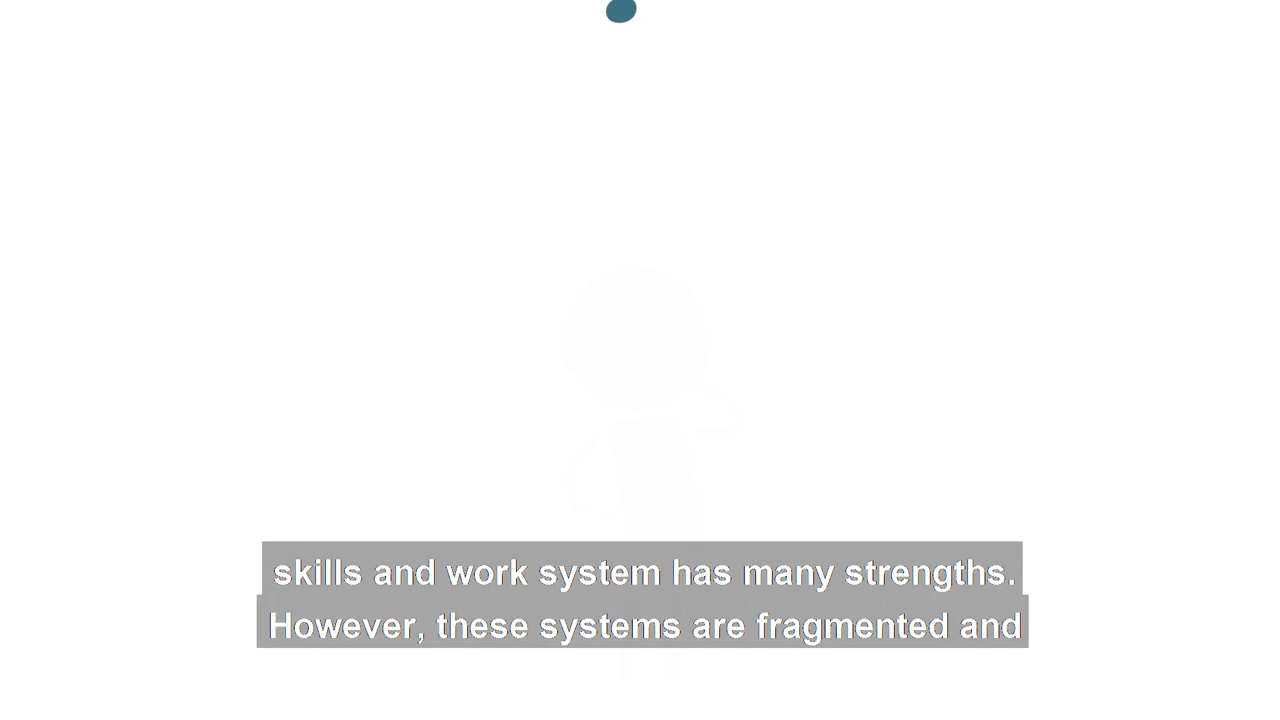 skills and work system has many strengths.
However, these systems are fragmented and